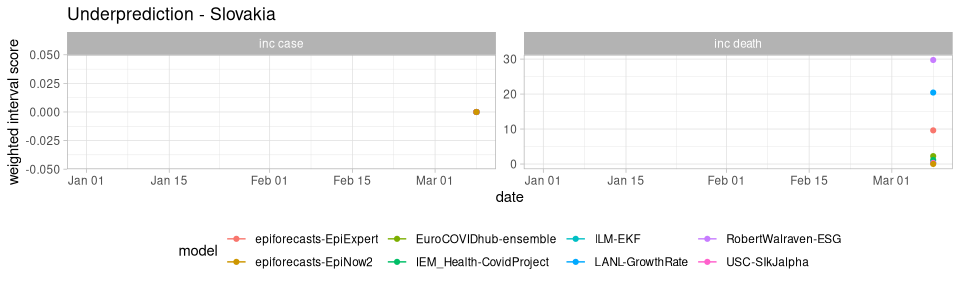 Underprediction - Slovakia
inc case
inc death
weighted interval score
0.050
0.025
0.000
-0.025
-0.050
30
20
10
0
Jan 01 Jan 15 Feb 01 Feb 15 Mar 01
Jan 01 Jan 15 Feb 01 Feb 15 Mar 01
date
model
epiforecasts-EpiExpert EuroCOVIDhub-ensemble ILM-EKF RobertWalraven-ESG
epiforecasts-EpiNow2 IEM_Health-CovidProject LANL-GrowthRate USC-SIkJalpha